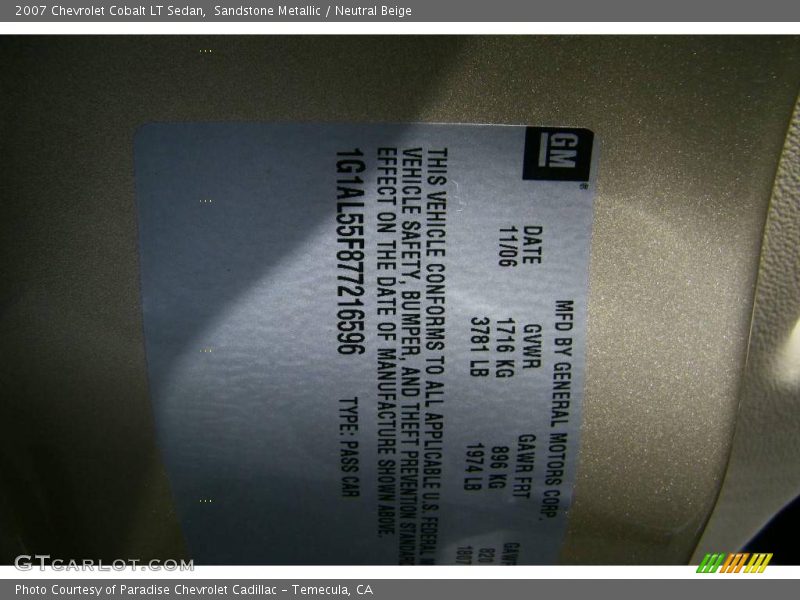 2007 Chevrolet Cobalt LT Sedan, Sandstone Metallic / Neutral Beige
GM
MFD BY GENERAL MOTORS CORP.
DATE GVWR GAWR FRT
11/06 1716 KG 896 KG 820
3781 LB 1974 LB 1807
THIS VEHICLE CONFORMS TO ALL APPLICABLE U.S. FEDERAL
VEHICLE SAFETY, BUMPER, AND THEFT PREVENTION
EFFECT ON THE DATE OF MANUFACTURE SHOWN ABOVE.
1G1AL55F877216596 TYPE: PASS CAR
GTcarlot.com
Photo Courtesy of Paradise Chevrolet Cadillac - Temecula, CA